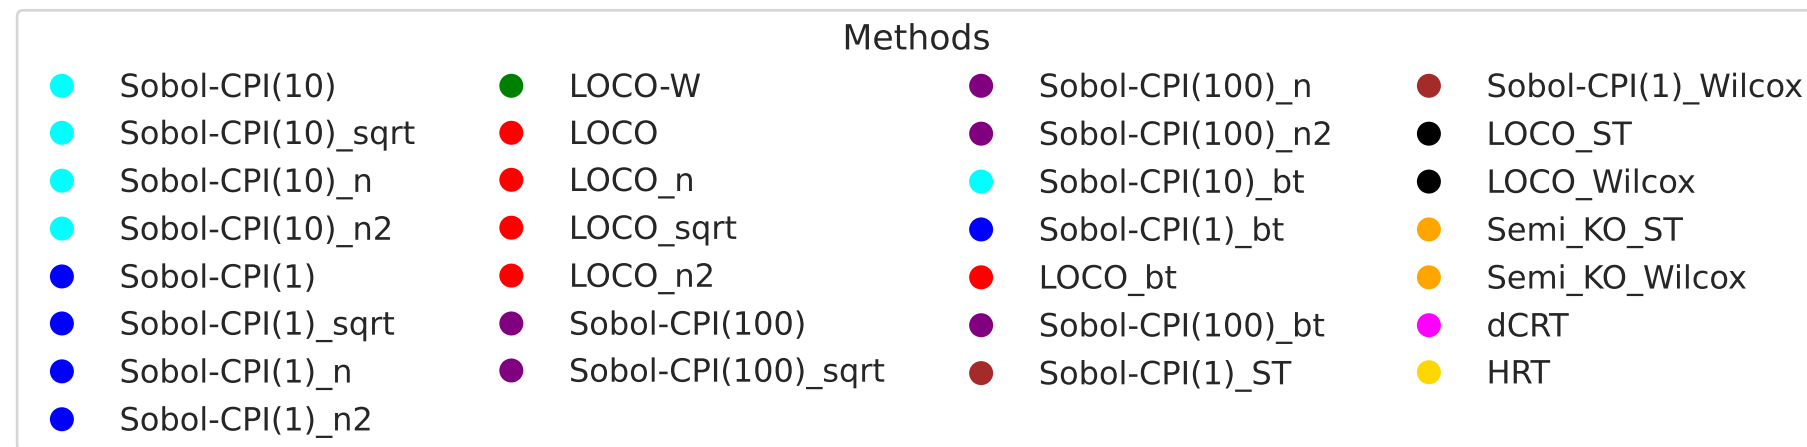 Methods
Sobol-CPI(10)
Sobol-CPI(10)_sqrt
Sobol-CPI(10)_n
Sobol-CPI(10)_n2
Sobol-CPI(1)
Sobol-CPI(1)_sqrt
Sobol-CPI(1)_n
Sobol-CPI(1)_n2
LOCO-W
LOCO
LOCO_n
LOCO_sqrt
LOCO_n2
Sobol-CPI(100)
Sobol-CPI(100)_sqrt
Sobol-CPI(100)_n
Sobol-CPI(100)_n2
Sobol-CPI(10)_bt
Sobol-CPI(1)_bt
LOCO_bt
Sobol-CPI(100)_bt
Sobol-CPI(1)_ST
Sobol-CPI(1)_Wilcox
LOCO_ST
LOCO_Wilcox
Semi_KO_ST
Semi_KO_Wilcox
dCRT
HRT